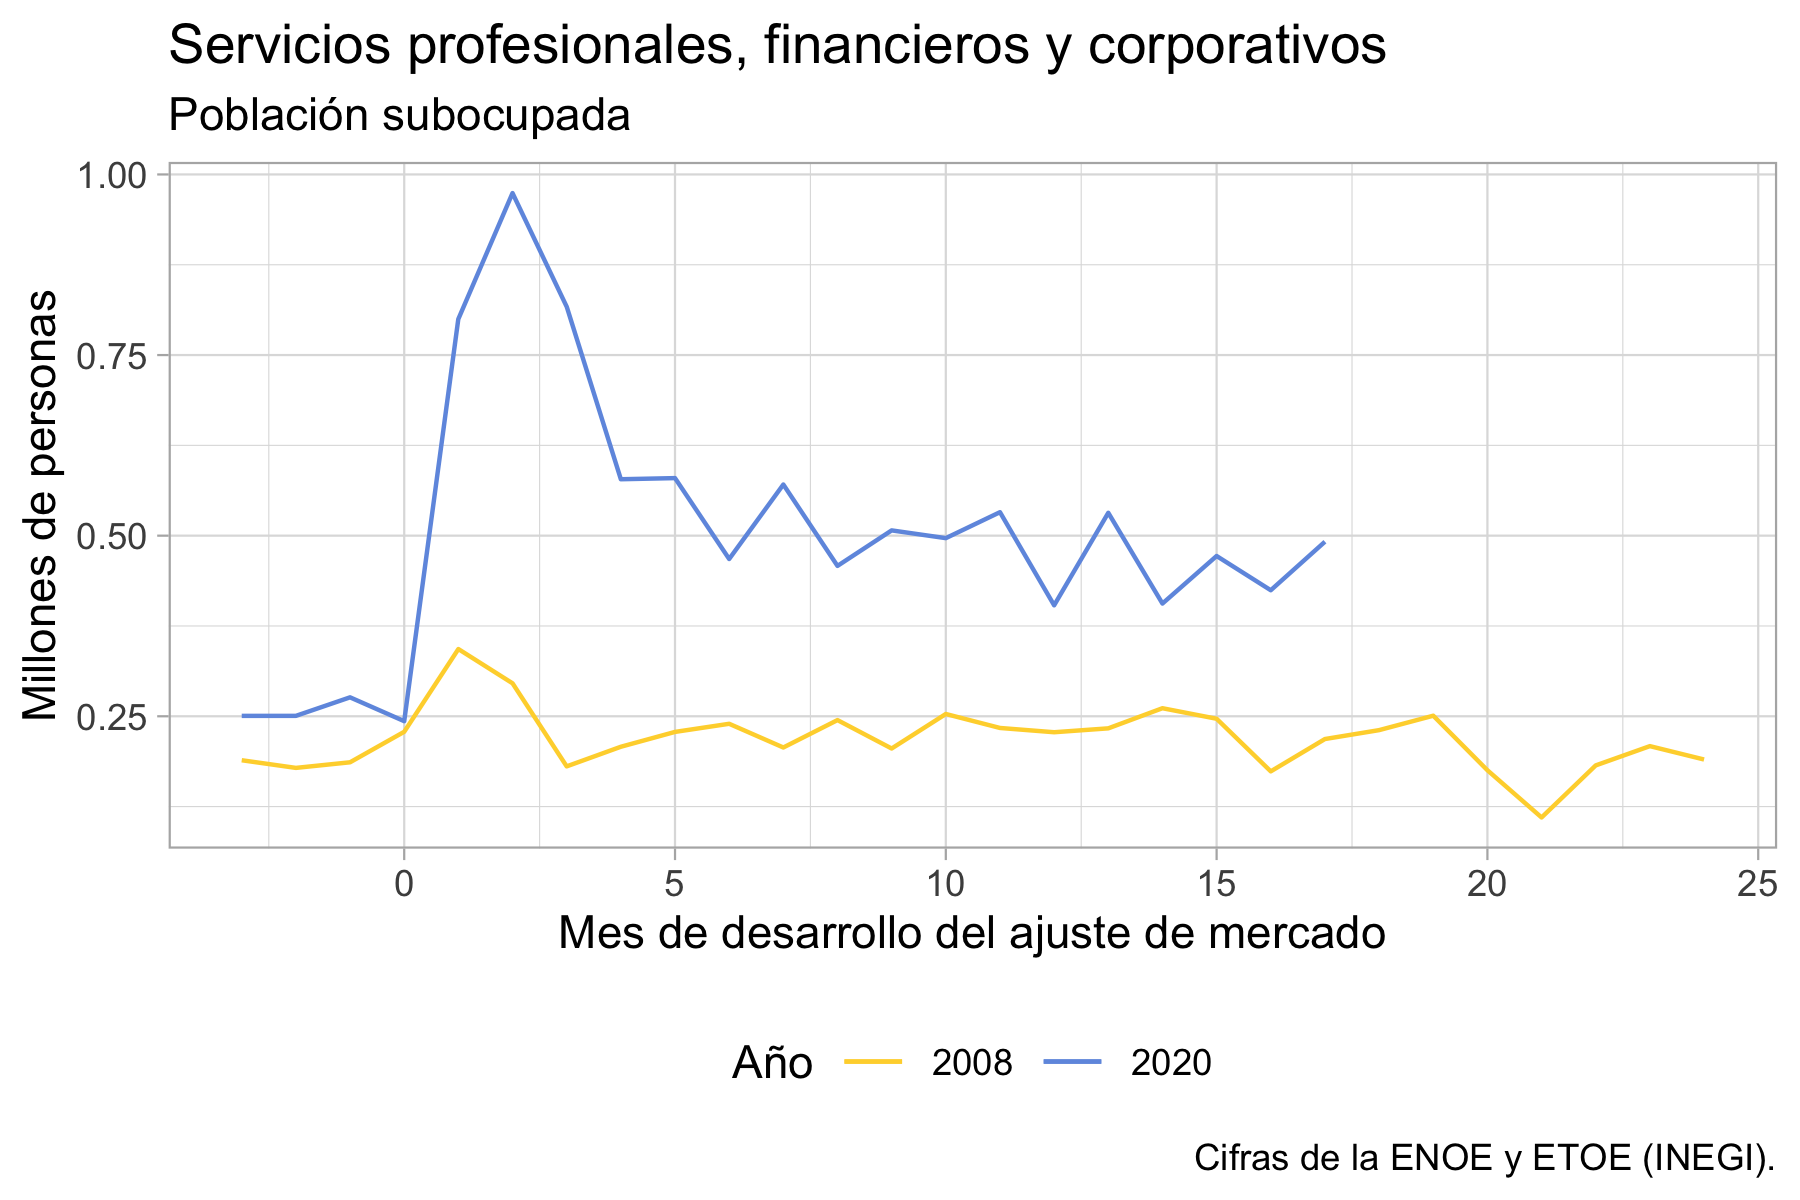 Servicios profesionales, financieros y corporativos
Población subocupada
Millones de personas
1.00
0.75
0.50
0.25
0 5 10 15 20 25
Mes de desarrollo del ajuste de mercado
Año 2008 2020
Cifras de la ENOE y ETOE (INEGI).